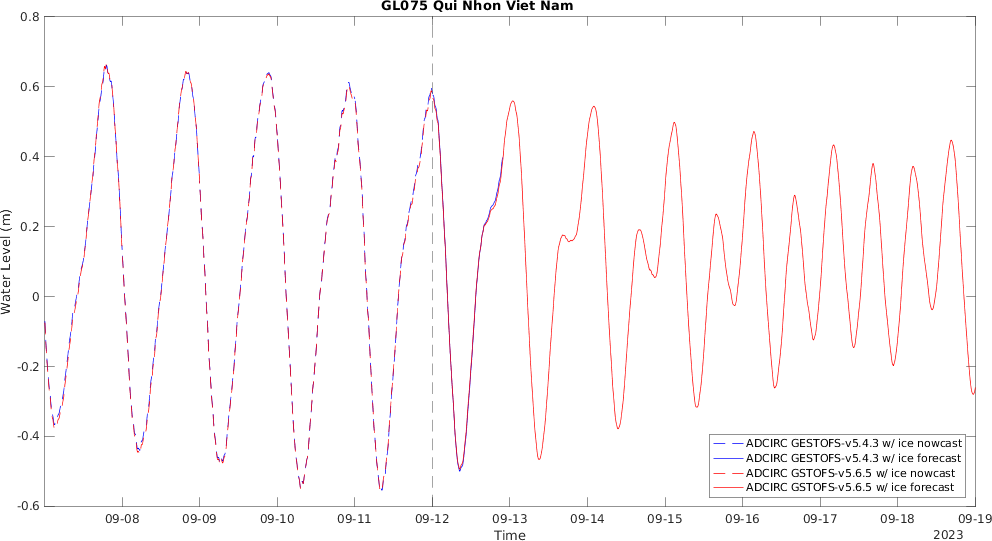 GL075 Qui Nhon Viet Nam
0.8
0.6
0.4
0.2
0
-0.2
-0.4
-0.6
Water Level (m)
ADCIRC GESTOFS-v5.4.3 w/ ice nowcast
ADCIRC GESTOFS-v5.4.3 w/ ice forecast
ADCIRC GSTOFS-v5.6.5 w/ ice nowcast
ADCIRC GSTOFS-v5.6.5 w/ ice forecast
09-08 09-09 09-10 09-11 09-12 09-13 09-14 09-15 09-16 09-17 09-18 09-19
Time
2023